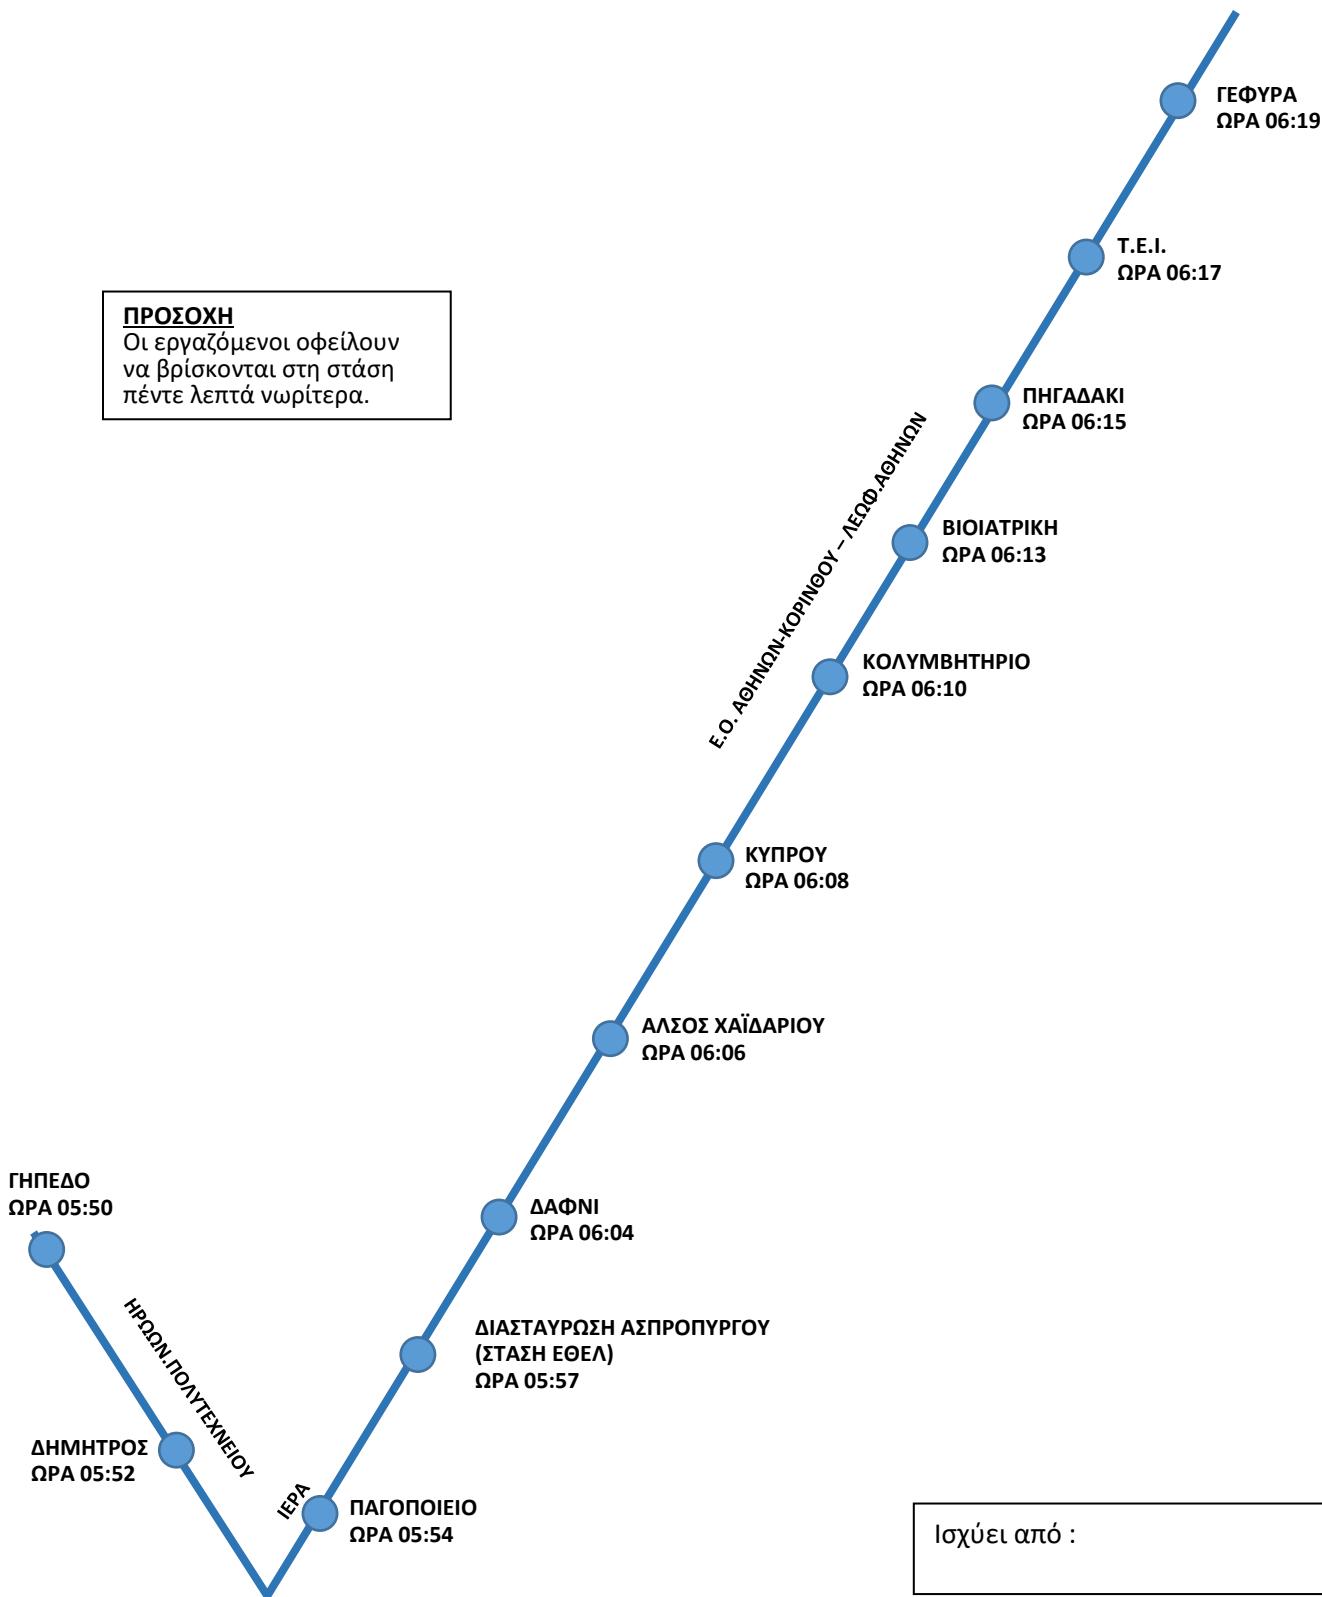 ΓΕΦΥΡΑ
ΩΡΑ 06:19
Τ.Ε.Ι.
ΩΡΑ 06:17
ΠΡΟΣΟΧΗ
Οι εργαζόμενοι οφείλουν
να βρίσκονται στη στάση
πέντε λεπτά νωρίτερα.
ΠΗΓΑΔΑΚΙ
ΩΡΑ 06:15
Ε.Ο. ΑΘΗΝΩΝ-ΚΟΡΙΝΘΟΥ – ΛΕΩΦ.ΑΘΗΝΩΝ
ΒΙΟΙΑΤΡΙΚΗ
ΩΡΑ 06:13
ΚΟΛΥΜΒΗΤΗΡΙΟ
ΩΡΑ 06:10
ΚΥΠΡΟΥ
ΩΡΑ 06:08
ΑΛΣΟΣ ΧΑΪΔΑΡΙΟΥ
ΩΡΑ 06:06
ΓΗΠΕΔΟ
ΩΡΑ 05:50
ΔΑΦΝΙ
ΩΡΑ 06:04
ΗΡΩΩΝ.ΠΟΛΥΤΕΧΝΕΙΟΥ
ΔΙΑΣΤΑΥΡΩΣΗ ΑΣΠΡΟΠΥΡΓΟΥ
(ΣΤΑΣΗ ΕΘΕΛ)
ΩΡΑ 05:57
ΔΗΜΗΤΡΟΣ
ΩΡΑ 05:52
ΙΕΡΑ
ΠΑΓΟΠΟΙΕΙΟ
ΩΡΑ 05:54
Ισχύει από :